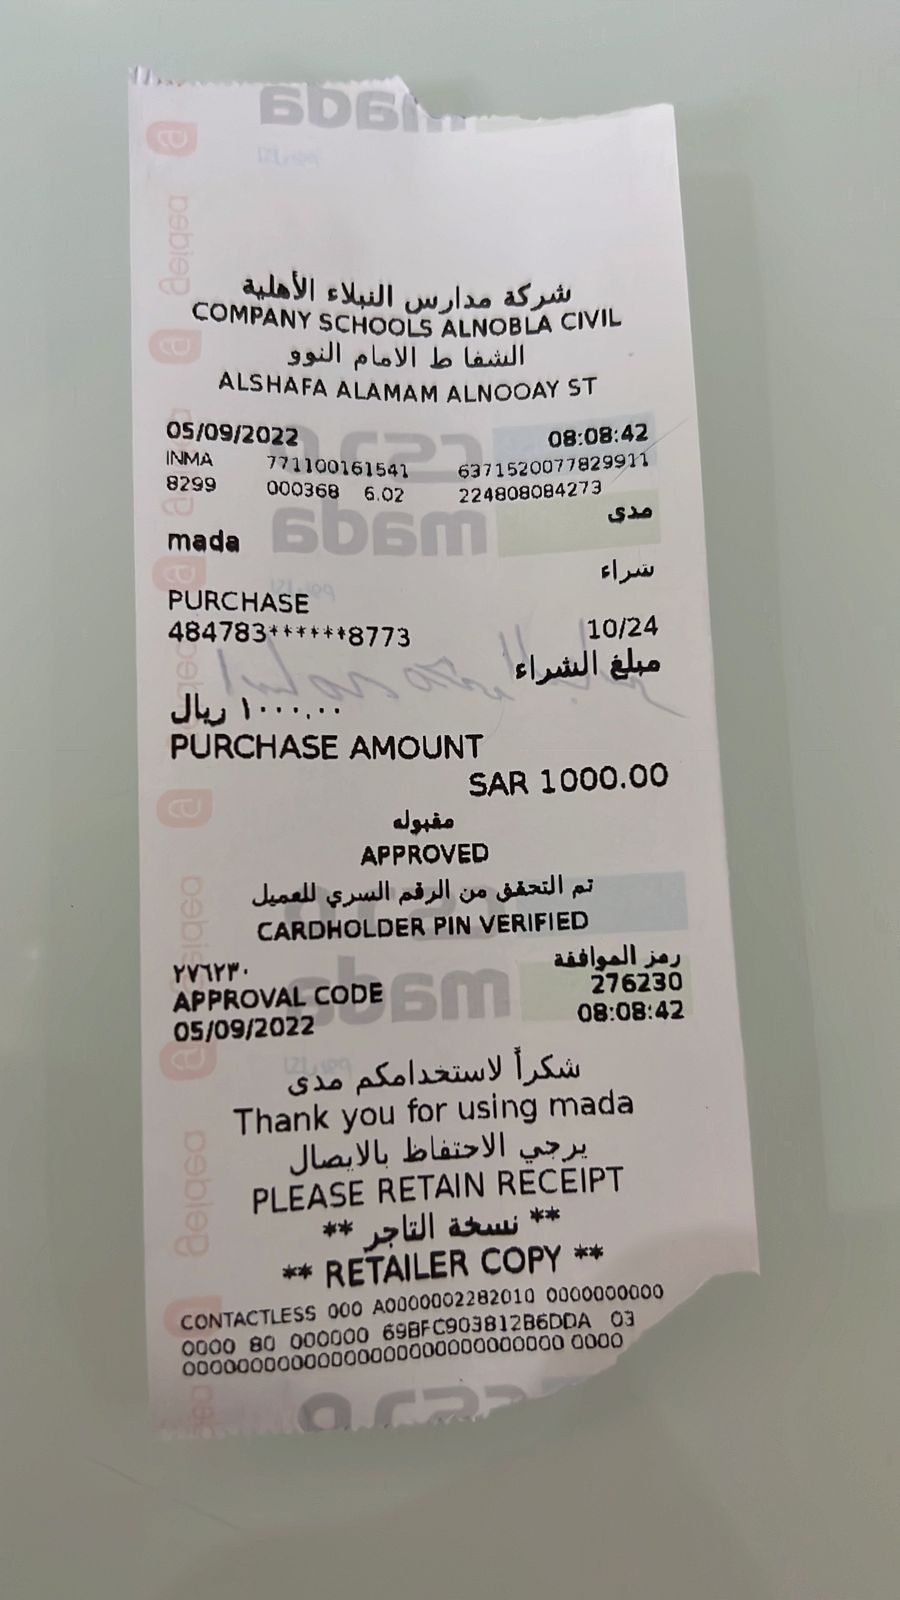 mada
شركة مدارس النبلاء الأهلية
COMPANY SCHOOLS ALNOBLA CIVIL
الشفا ط الامام النوو
ALSHAFA ALAMAM ALNOOAY ST
05/09/2022 08:08:42
INMA 771100161541 6371520077829911
8299 000368 6.02 224808084273
مدى
mada
شراء
PURCHASE
484783******8773 10/24
مبلغ الشراء
١٠٠٠.٠٠ ريال
PURCHASE AMOUNT
SAR 1000.00
مقبوله
APPROVED
تم التحقق من الرقم السري للعميل
CARDHOLDER PIN VERIFIED
٢٧٦٢٣٠ رمز الموافقة
APPROVAL CODE 276230
05/09/2022 08:08:42
شكراً لاستخدامكم مدى
Thank you for using mada
يرجي الاحتفاظ بالايصال
PLEASE RETAIN RECEIPT
** نسخة التاجر **
** RETAILER COPY **
CONTACTLESS 000 A0000002282010 0000000000
0000 80 000000 69BFC903812B6DDA 03
0000000000000000000000000000000 0000
geidea